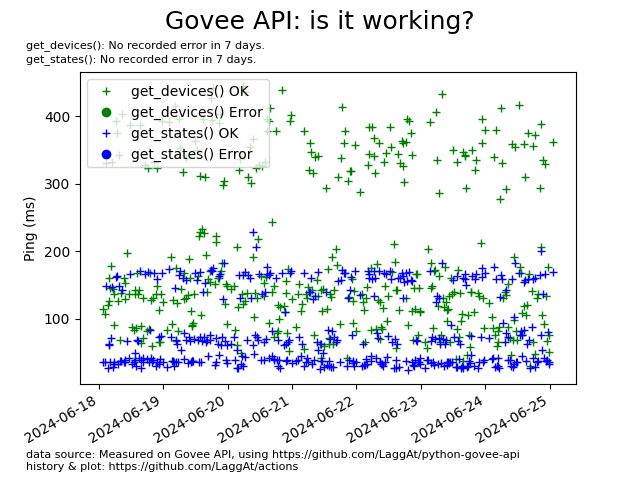 Govee API: is it working?
get_devices(): No recorded error in 7 days.
get_states(): No recorded error in 7 days.
get_devices() OK
get_devices() Error
get_states() OK
get_states() Error
Ping (ms)
400
300
200
100
2024-06-18
2024-06-19
2024-06-20
2024-06-21
2024-06-22
2024-06-23
2024-06-24
2024-06-25
data source: Measured on Govee API, using https://github.com/LaggAt/python-govee-api
history & plot: https://github.com/LaggAt/actions